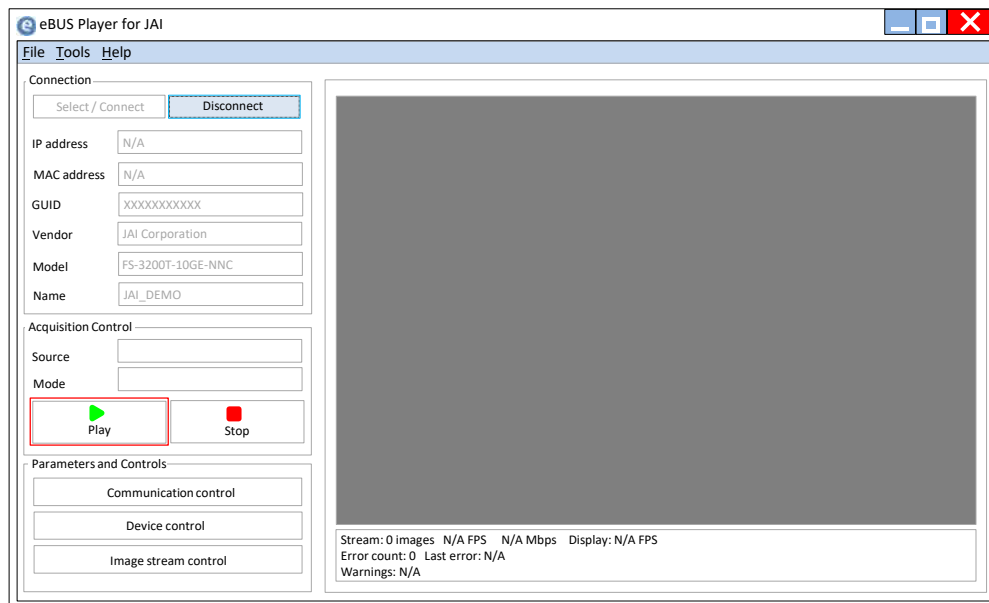 eBUS Player for JAI
File Tools Help
Connection
Select / Connect Disconnect
IP address N/A
MAC address N/A
GUID XXXXXXXXXXX
Vendor JAI Corporation
Model FS-3200T-10GE-NNC
Name JAI_DEMO
Acquisition Control
Source
Mode
Play Stop
Parameters and Controls
Communication control
Device control
Image stream control
Stream: 0 images N/A FPS N/A Mbps Display: N/A FPS
Error count: 0 Last error: N/A
Warnings: N/A